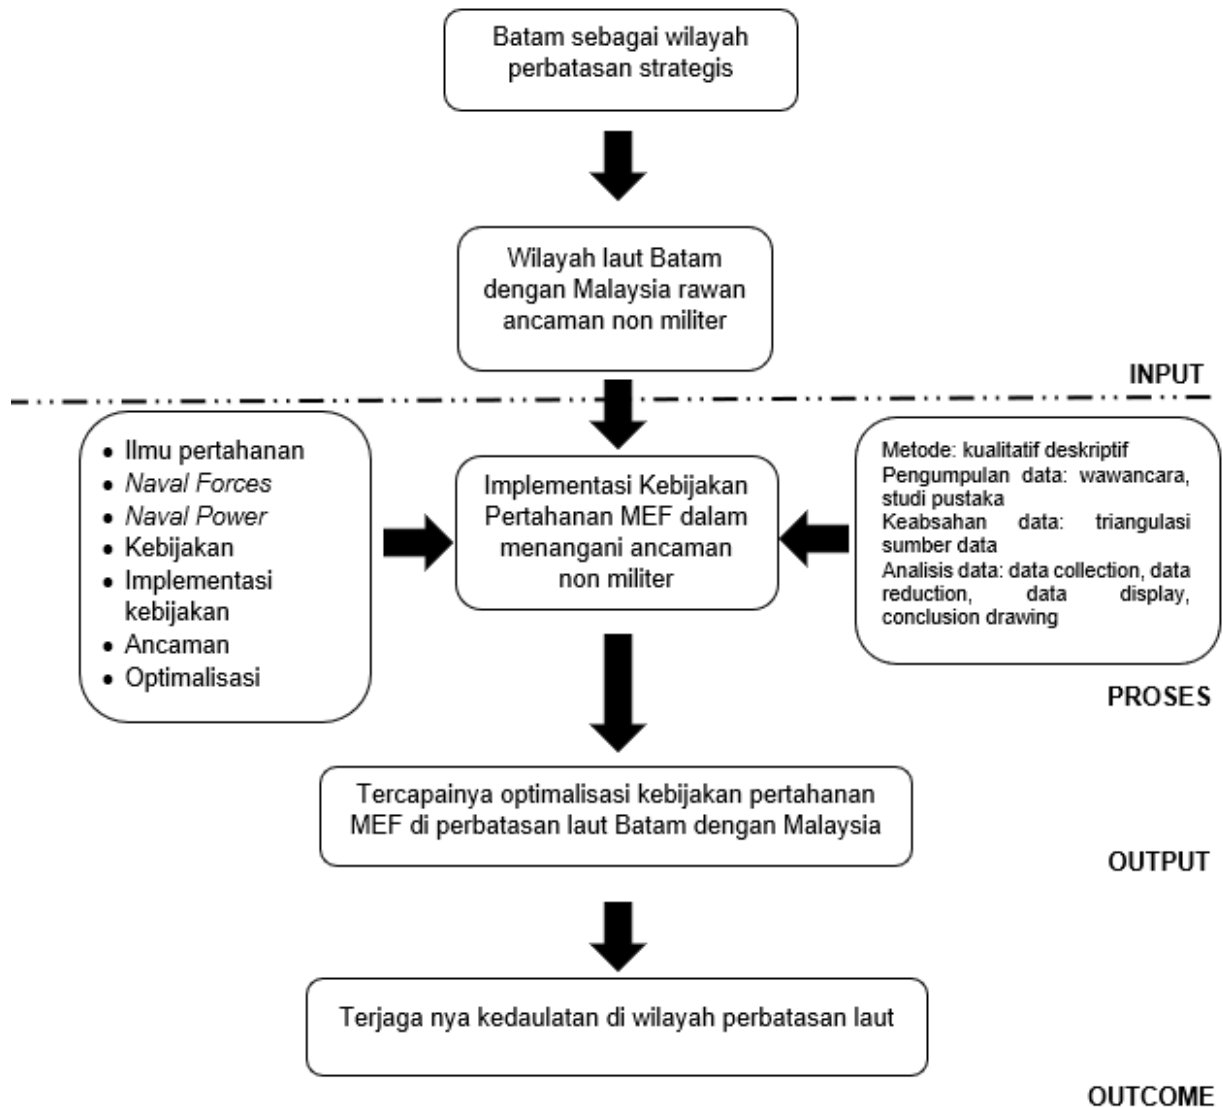 Batam sebagai wilayah
perbatasan strategis
Wilayah laut Batam
dengan Malaysia rawan
ancaman non militer
INPUT
• Ilmu pertahanan
• Naval Forces
• Naval Power
• Kebijakan
• Implementasi
kebijakan
• Ancaman
• Optimalisasi
Implementasi Kebijakan
Pertahanan MEF dalam
menangani ancaman
non militer
Metode: kualitatif deskriptif
Pengumpulan data: wawancara,
studi pustaka
Keabsahan data: triangulasi
sumber data
Analisis data: data collection, data
reduction, data display,
conclusion drawing
PROSES
Tercapainya optimalisasi kebijakan pertahanan
MEF di perbatasan laut Batam dengan Malaysia
OUTPUT
Terjaga nya kedaulatan di wilayah perbatasan laut
OUTCOME